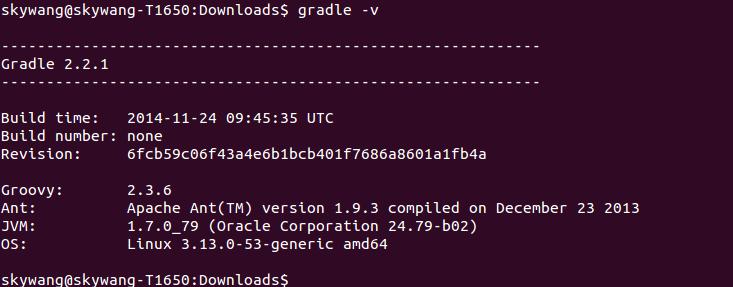 skywang@skywang-T1650:Downloads$ gradle -v
------------------------------------------------------------
Gradle 2.2.1
------------------------------------------------------------
Build time:   2014-11-24 09:45:35 UTC
Build number: none
Revision:     6fcb59c06f43a4e6b1bcb401f7686a8601a1fb4a
Groovy:       2.3.6
Ant:          Apache Ant(TM) version 1.9.3 compiled on December 23 2013
JVM:          1.7.0_79 (Oracle Corporation 24.79-b02)
OS:           Linux 3.13.0-53-generic amd64
skywang@skywang-T1650:Downloads$